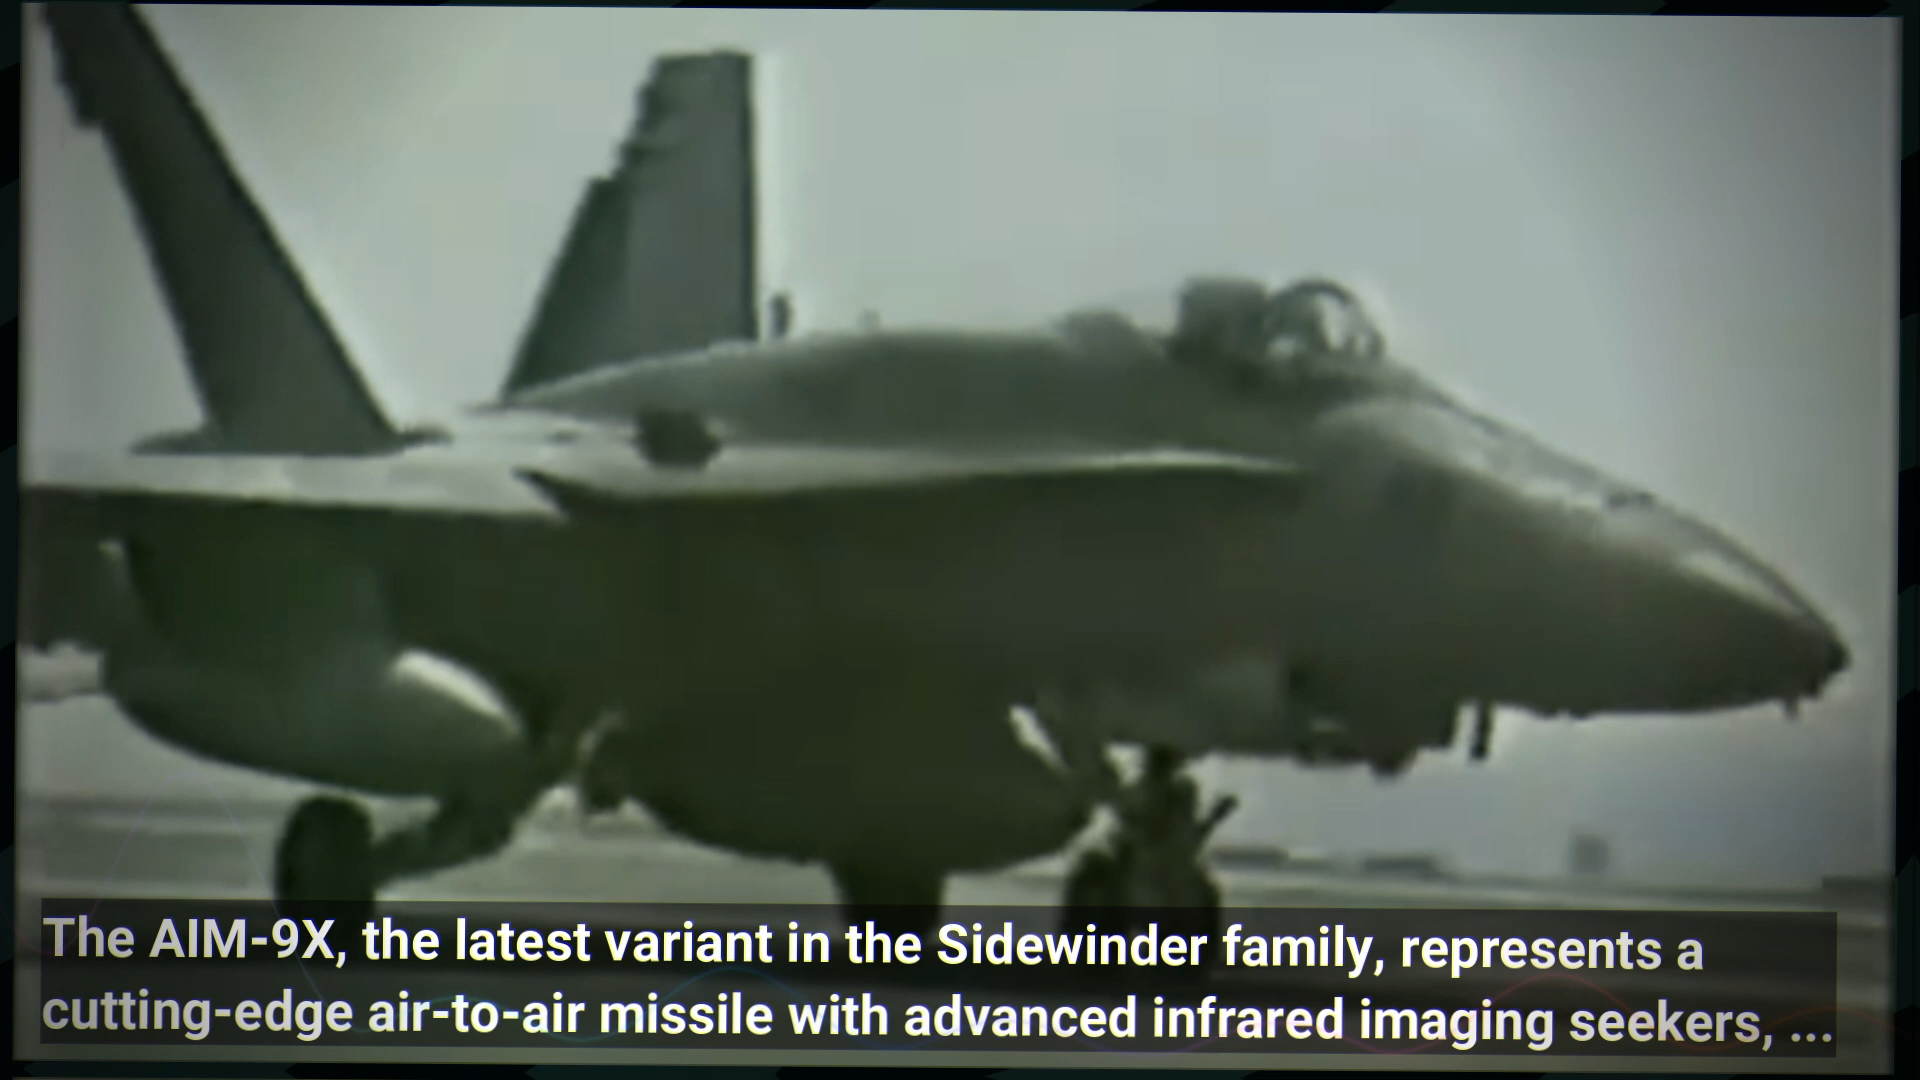 The AIM-9X, the latest variant in the Sidewinder family, represents a
cutting-edge air-to-air missile with advanced infrared imaging seekers, ...